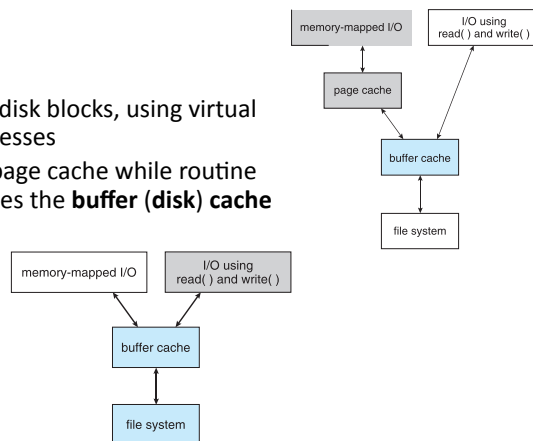 memory-mapped I/O
I/O using
read( ) and write( )
page cache
disk blocks, using virtual
esses
page cache while routine
es the buffer (disk) cache
buffer cache
file system
memory-mapped I/O
I/O using
read( ) and write( )
buffer cache
file system